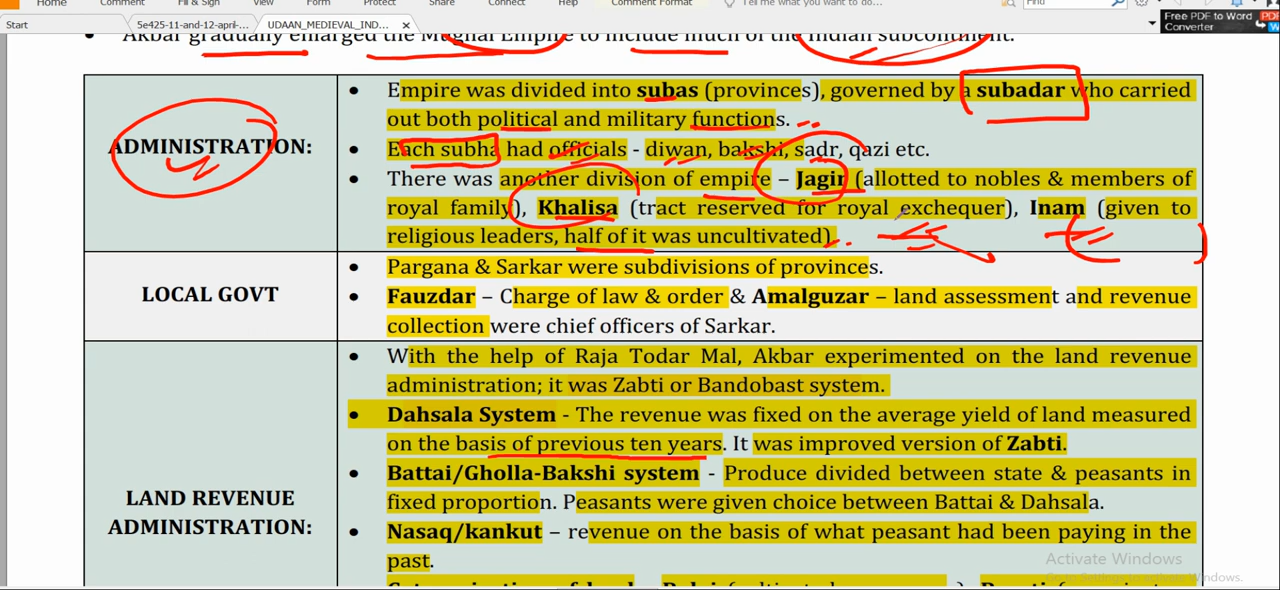 Home Comment Fill & Sign View Form Protect Share Connect Help Comment Format Tell me what you want to do... Find
Start 5e425-11-and-12-april-... UDAAN_MEDIEVAL_IND... ×
Free PDF to Word
Converter
PDF
Akbar gradually enlarged the Mughal Empire to include much of the Indian subcontinent.
ADMINISTRATION:
• Empire was divided into subas (provinces), governed by a subadar who carried
out both political and military functions.
• Each subha had officials - diwan, bakshi, sadr, qazi etc.
• There was another division of empire – Jagir (allotted to nobles & members of
royal family), Khalisa (tract reserved for royal exchequer), Inam (given to
religious leaders, half of it was uncultivated).
LOCAL GOVT
• Pargana & Sarkar were subdivisions of provinces.
• Fauzdar – Charge of law & order & Amalguzar – land assessment and revenue
collection were chief officers of Sarkar.
LAND REVENUE
ADMINISTRATION:
• With the help of Raja Todar Mal, Akbar experimented on the land revenue
administration; it was Zabti or Bandobast system.
• Dahsala System - The revenue was fixed on the average yield of land measured
on the basis of previous ten years. It was improved version of Zabti.
• Battai/Gholla-Bakshi system - Produce divided between state & peasants in
fixed proportion. Peasants were given choice between Battai & Dahsala.
• Nasaq/kankut – revenue on the basis of what peasant had been paying in the
past.
Activate Windows
Go to Settings to activate Windows.